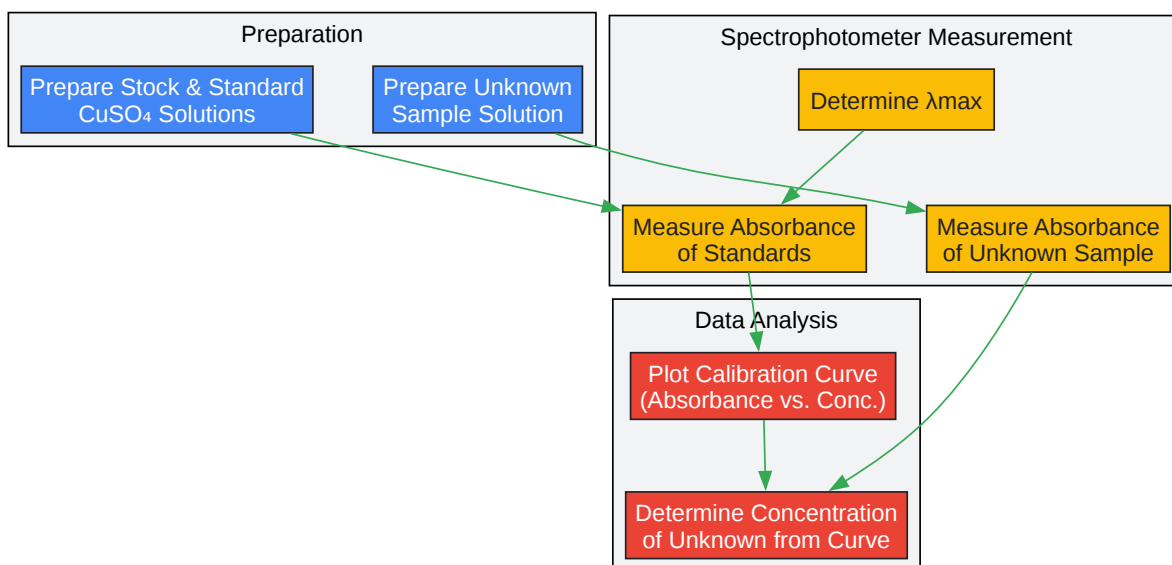 Preparation
Prepare Stock & Standard
CuSO₄ Solutions
Prepare Unknown
Sample Solution
Spectrophotometer Measurement
Determine λmax
Measure Absorbance
of Standards
Measure Absorbance
of Unknown Sample
Data Analysis
Plot Calibration Curve
(Absorbance vs. Conc.)
Determine Concentration
of Unknown from Curve